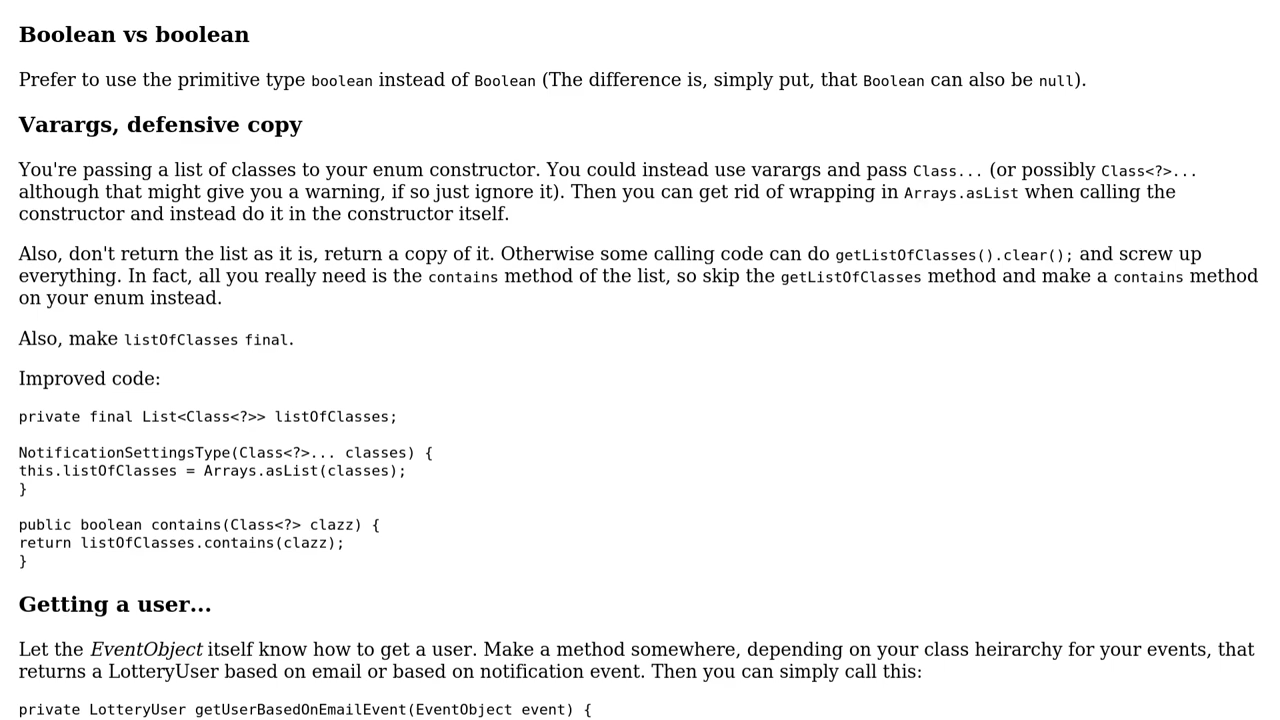 Boolean vs boolean
Prefer to use the primitive type boolean instead of Boolean (The difference is, simply put, that Boolean can also be null).
Varargs, defensive copy
You're passing a list of classes to your enum constructor. You could instead use varargs and pass Class... (or possibly Class<?>...
although that might give you a warning, if so just ignore it). Then you can get rid of wrapping in Arrays.asList when calling the
constructor and instead do it in the constructor itself.
Also, don't return the list as it is, return a copy of it. Otherwise some calling code can do getListOfClasses().clear(); and screw up
everything. In fact, all you really need is the contains method of the list, so skip the getListOfClasses method and make a contains method
on your enum instead.
Also, make listOfClasses final.
Improved code:
private final List<Class<?>> listOfClasses;
NotificationSettingsType(Class<?>... classes) {
this.listOfClasses = Arrays.asList(classes);
}
public boolean contains(Class<?> clazz) {
return listOfClasses.contains(clazz);
}
Getting a user...
Let the EventObject itself know how to get a user. Make a method somewhere, depending on your class heirarchy for your events, that
returns a LotteryUser based on email or based on notification event. Then you can simply call this:
private LotteryUser getUserBasedOnEmailEvent(EventObject event) {